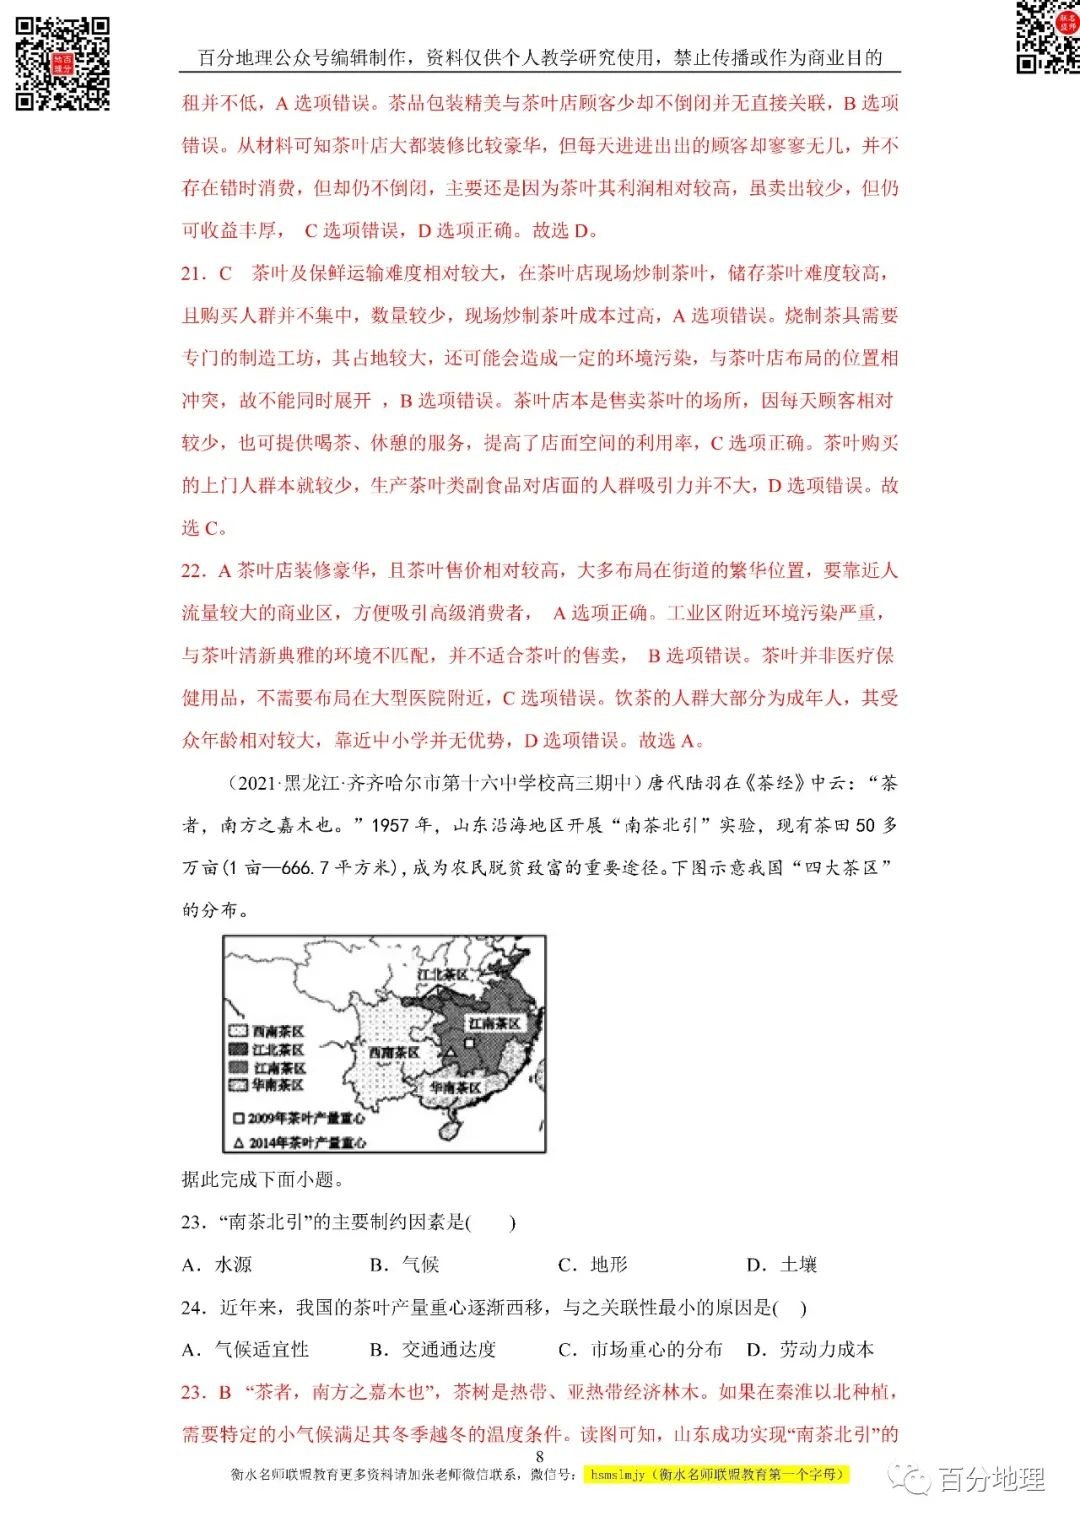 百分地理公众号编辑制作，资料仅供个人教学研究使用，禁止传播或作为商业目的
租并不低，A 选项错误。茶品包装精美与茶叶店顾客少却不倒闭并无直接关联，B 选项
错误。从材料可知茶叶店大都装修比较豪华，但每天进进出出的顾客却寥寥无几，并不
存在错时消费，但却仍不倒闭，主要还是因为茶叶其利润相对较高，虽卖出较少，但仍
可收益丰厚， C 选项错误，D 选项正确。故选 D。
21．C 茶叶及保鲜运输难度相对较大，在茶叶店现场炒制茶叶，储存茶叶难度较高，
且购买人群并不集中，数量较少，现场炒制茶叶成本过高，A 选项错误。烧制茶具需要
专门的制造工坊，其占地较大，还可能会造成一定的环境污染，与茶叶店布局的位置相
冲突，故不能同时展开 ，B 选项错误。茶叶店本是售卖茶叶的场所，因每天顾客相对
较少，也可提供喝茶、休憩的服务，提高了店面空间的利用率，C 选项正确。茶叶购买
的上门人群本就较少，生产茶叶类副食品对店面的人群吸引力并不大，D 选项错误。故
选 C。
22．A 茶叶店装修豪华，且茶叶售价相对较高，大多布局在街道的繁华位置，要靠近人
流量较大的商业区，方便吸引高级消费者， A 选项正确。工业区附近环境污染严重，
与茶叶清新典雅的环境不匹配，并不适合茶叶的售卖， B 选项错误。茶叶并非医疗保
健用品，不需要布局在大型医院附近，C 选项错误。饮茶的人群大部分为成年人，其受
众年龄相对较大，靠近中小学并无优势，D 选项错误。故选 A。
（2021·黑龙江·齐齐哈尔市第十六中学校高三期中）唐代陆羽在《茶经》中云：“茶
者，南方之嘉木也。”1957 年，山东沿海地区开展“南茶北引”实验，现有茶田 50 多
万亩(1 亩—666.7 平方米),成为农民脱贫致富的重要途径。下图示意我国“四大茶区”
的分布。
江北茶区
江南茶区
西南茶区
华南茶区
西南茶区
江北茶区
江南茶区
华南茶区
2009年茶叶产量重心
2014年茶叶产量重心
据此完成下面小题。
23．“南茶北引”的主要制约因素是( )
A．水源 B．气候 C．地形 D．土壤
24．近年来，我国的茶叶产量重心逐渐西移，与之关联性最小的原因是( )
A．气候适宜性 B．交通通达度 C．市场重心的分布 D．劳动力成本
23．B “茶者，南方之嘉木也”，茶树是热带、亚热带经济林木。如果在秦淮以北种植，
需要特定的小气候满足其冬季越冬的温度条件。读图可知，山东成功实现“南茶北引”的
8
衡水名师联盟教育更多资料请加张老师微信联系，微信号： hsmslmjy（衡水名师联盟教育第一个字母）
百分地理